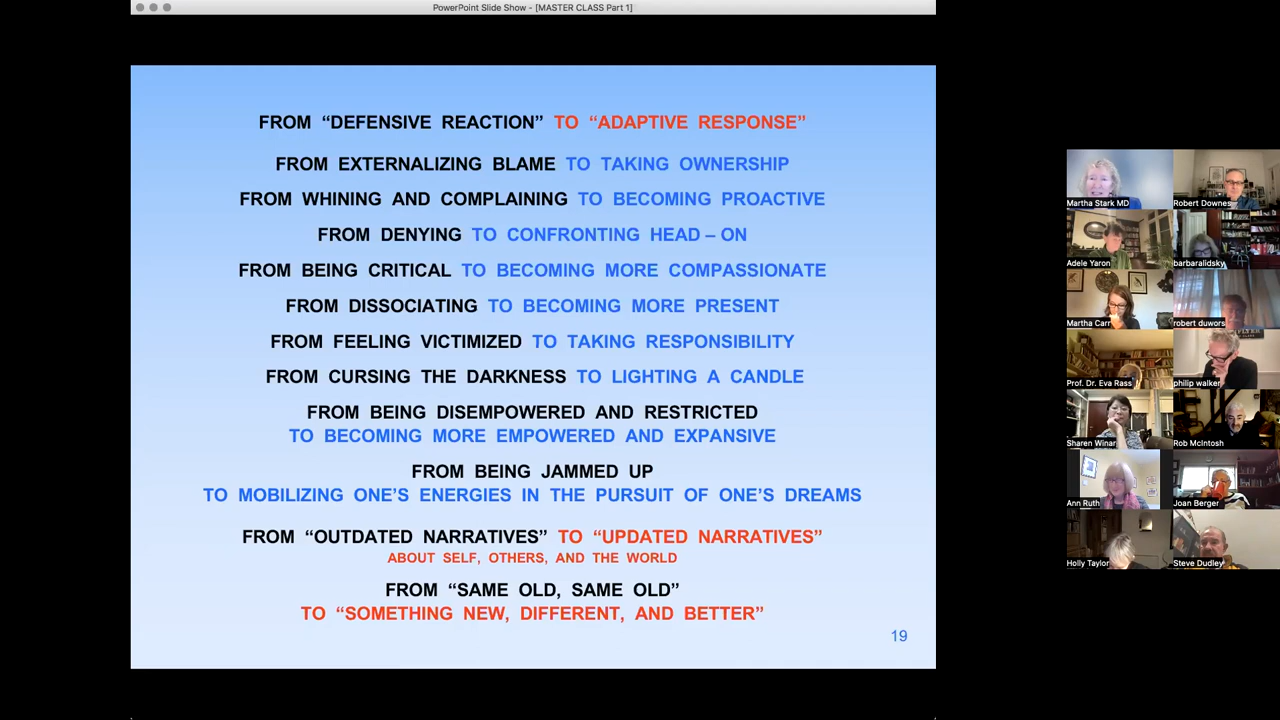 PowerPoint Slide Show - [MASTER CLASS Part 1]
FROM “DEFENSIVE REACTION” TO “ADAPTIVE RESPONSE”
FROM EXTERNALIZING BLAME TO TAKING OWNERSHIP
FROM WHINING AND COMPLAINING TO BECOMING PROACTIVE
FROM DENYING TO CONFRONTING HEAD – ON
FROM BEING CRITICAL TO BECOMING MORE COMPASSIONATE
FROM DISSOCIATING TO BECOMING MORE PRESENT
FROM FEELING VICTIMIZED TO TAKING RESPONSIBILITY
FROM CURSING THE DARKNESS TO LIGHTING A CANDLE
FROM BEING DISEMPOWERED AND RESTRICTED
TO BECOMING MORE EMPOWERED AND EXPANSIVE
FROM BEING JAMMED UP
TO MOBILIZING ONE’S ENERGIES IN THE PURSUIT OF ONE’S DREAMS
FROM “OUTDATED NARRATIVES” TO “UPDATED NARRATIVES”
ABOUT SELF, OTHERS, AND THE WORLD
FROM “SAME OLD, SAME OLD”
TO “SOMETHING NEW, DIFFERENT, AND BETTER”
19
Martha Stark MD
Robert Downes
Adele Yaron
barbaralidsky
Martha Carr
robert duwors
Prof. Dr. Eva Rass
philip walker
Sharen Winar
Rob McIntosh
Ann Ruth
Joan Berger
Holly Taylor
Steve Dudley